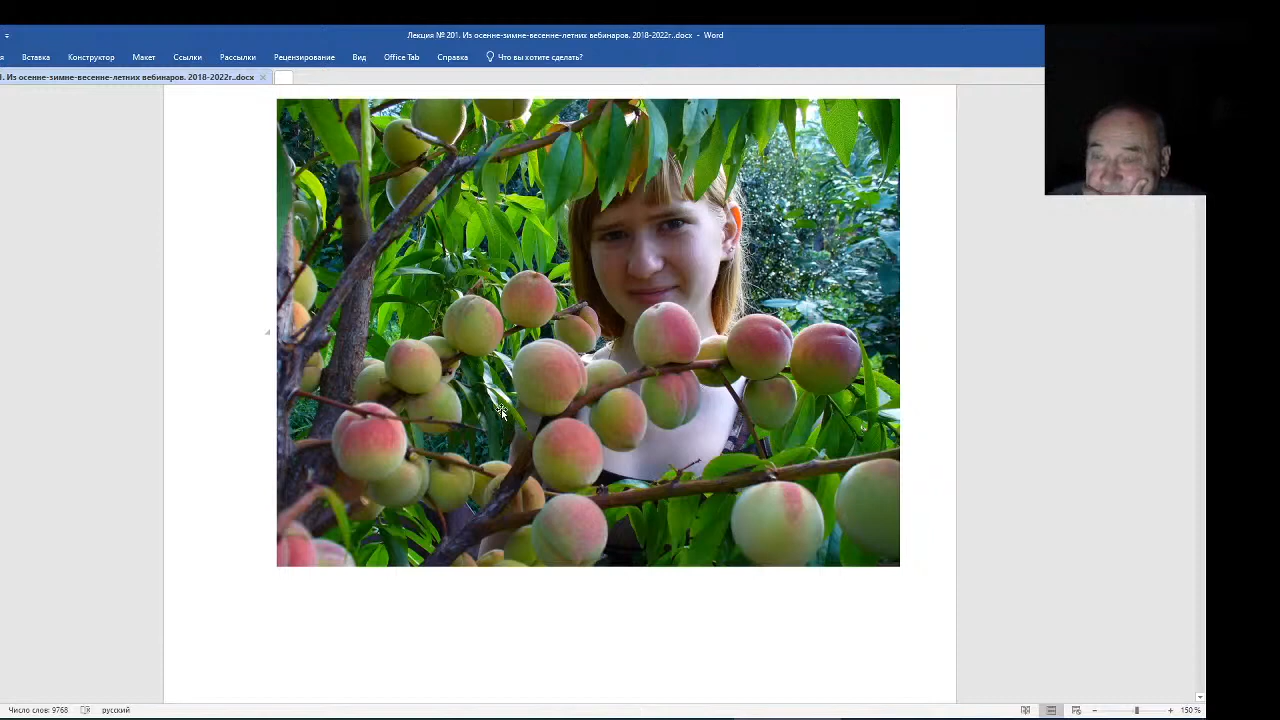 Лекция № 201. Из осенне-зимне-весенне-летних вебинаров. 2018-2022г..docx - Word
Вставка Конструктор Макет Ссылки Рассылки Рецензирование Вид Office Tab Справка Что вы хотите сделать?
. Из осенне-зимне-весенне-летних вебинаров. 2018-2022г..docx
Число слов: 9768 русский 150 %